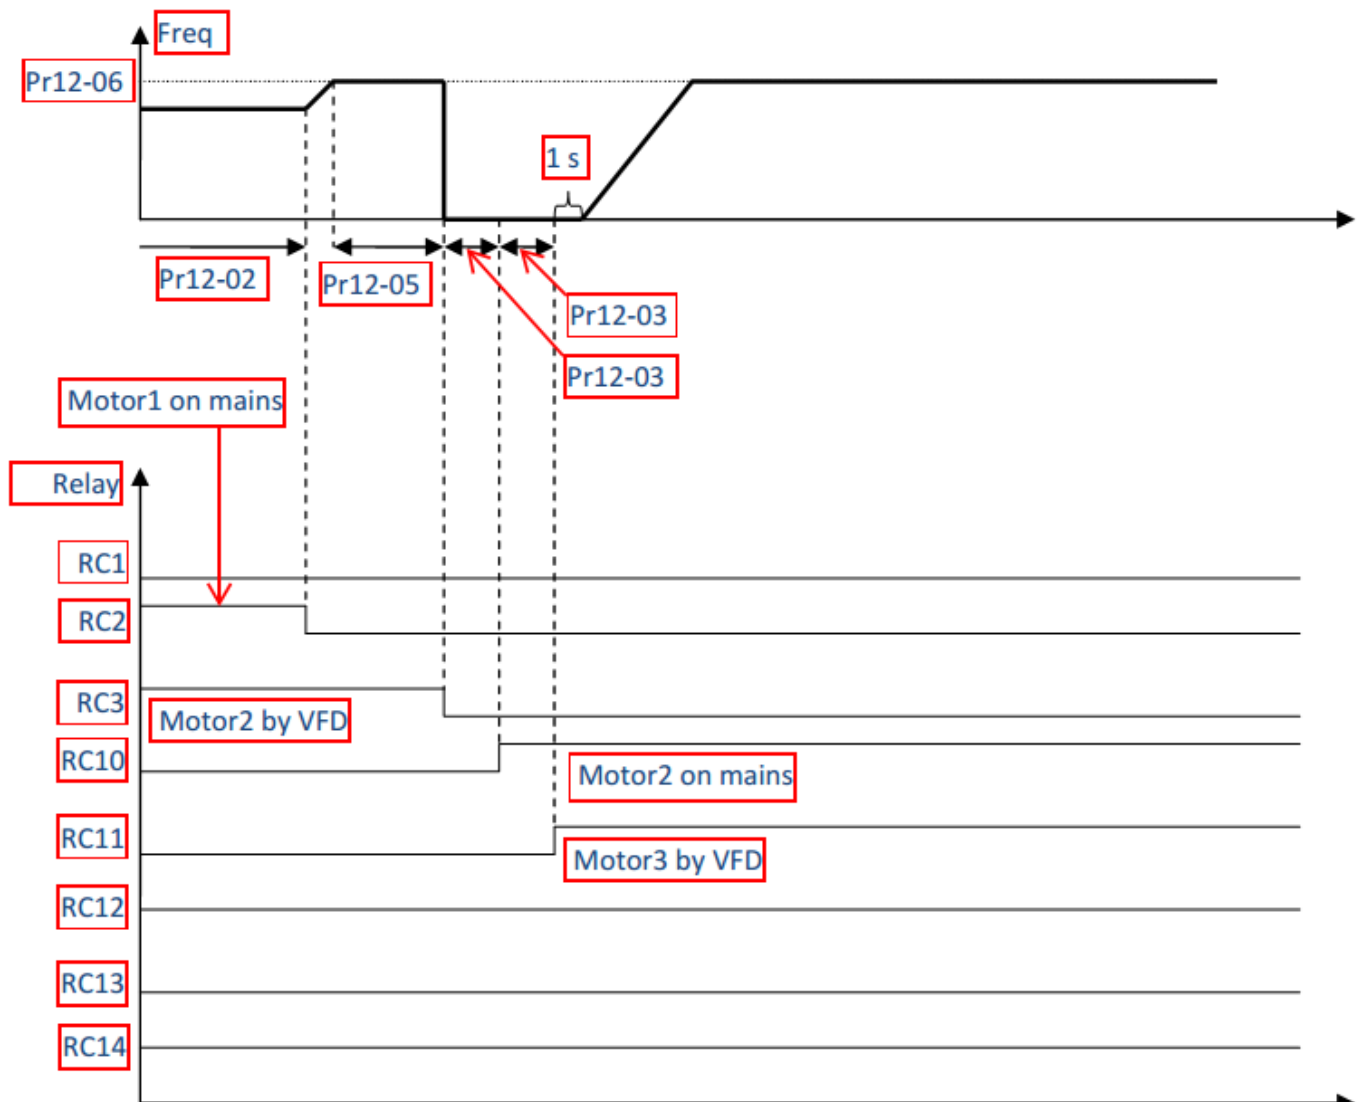 Freq
Pr12-06
1 s
Pr12-02
Pr12-05
Pr12-03
Pr12-03
Motor1 on mains
Relay
RC1
RC2
RC3
Motor2 by VFD
RC10
Motor2 on mains
RC11
Motor3 by VFD
RC12
RC13
RC14